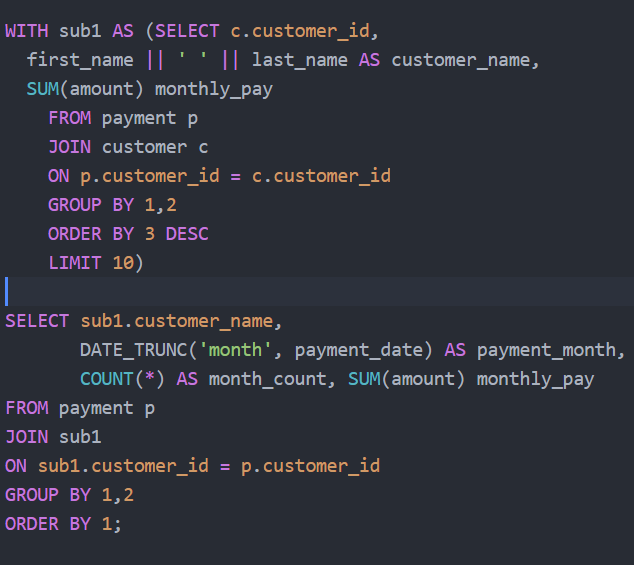 WITH sub1 AS (SELECT c.customer_id,
first_name || ' ' || last_name AS customer_name,
SUM(amount) monthly_pay
FROM payment p
JOIN customer c
ON p.customer_id = c.customer_id
GROUP BY 1,2
ORDER BY 3 DESC
LIMIT 10)
SELECT sub1.customer_name,
DATE_TRUNC('month', payment_date) AS payment_month,
COUNT(*) AS month_count, SUM(amount) monthly_pay
FROM payment p
JOIN sub1
ON sub1.customer_id = p.customer_id
GROUP BY 1,2
ORDER BY 1;